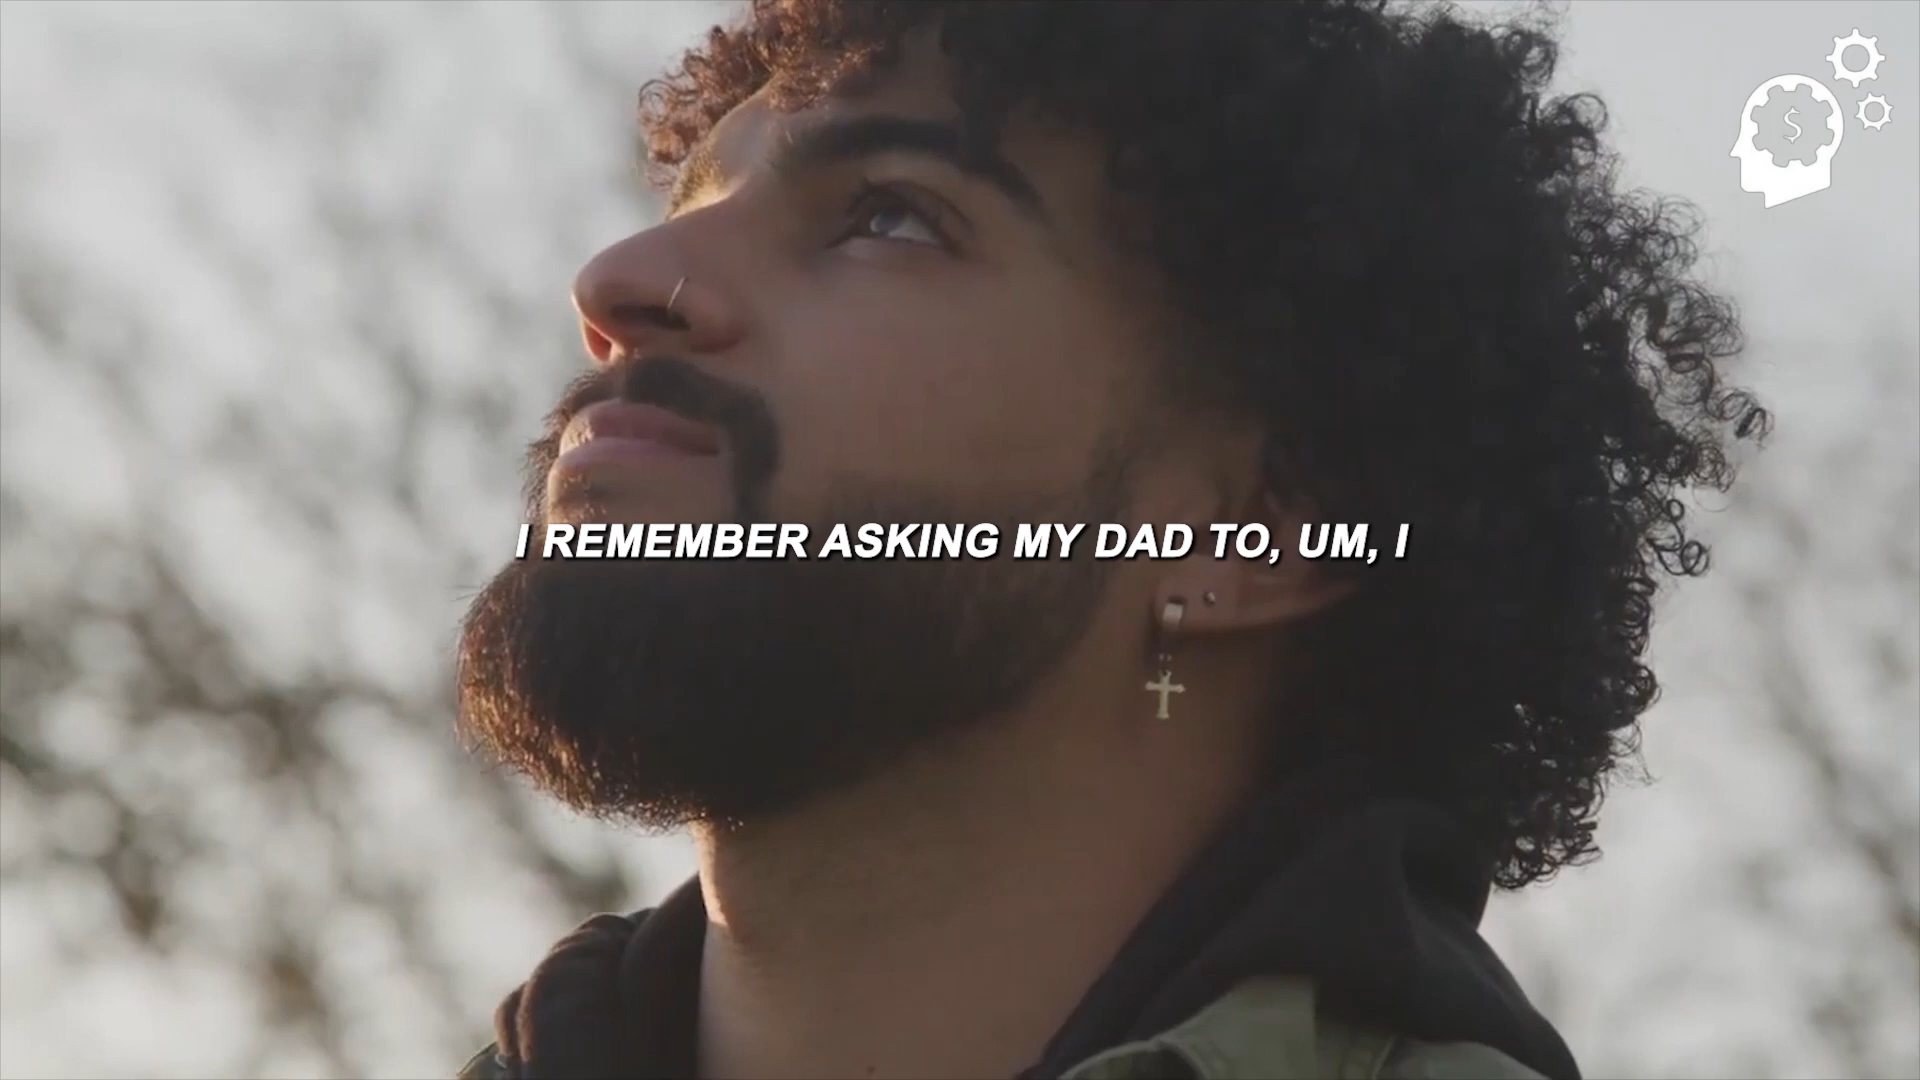 I REMEMBER ASKING MY DAD TO, UM, I
$